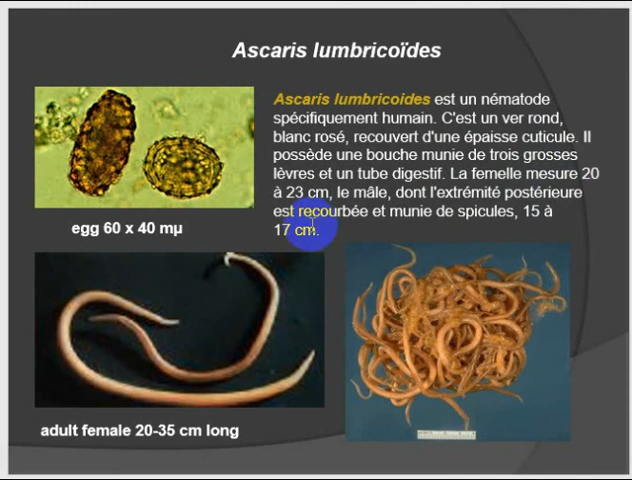 Ascaris lumbricoïdes
Ascaris lumbricoides est un nématode
spécifiquement humain. C'est un ver rond,
blanc rosé, recouvert d'une épaisse cuticule. Il
possède une bouche munie de trois grosses
lèvres et un tube digestif. La femelle mesure 20
à 23 cm, le mâle, dont l'extrémité postérieure
est recourbée et munie de spicules, 15 à
17 cm.
egg 60 x 40 mµ
adult female 20-35 cm long